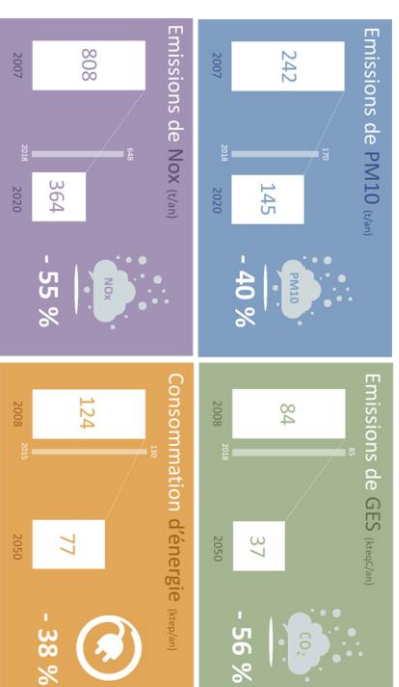 Emissions de PM10 (t/an)
242
170
145
PM10
- 40 %
2007
2018
2020
Emissions de GES (kteqC/an)
84
85
37
CO2
- 56 %
2008
2018
2050
Emissions de Nox (t/an)
808
548
364
NOx
- 55 %
2007
2018
2020
Consommation d'énergie (ktep/an)
124
130
77
- 38 %
2008
2015
2050